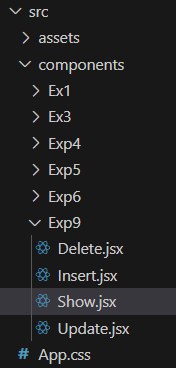 src
assets
components
Ex1
Ex3
Exp4
Exp5
Exp6
Exp9
Delete.jsx
Insert.jsx
Show.jsx
Update.jsx
App.css